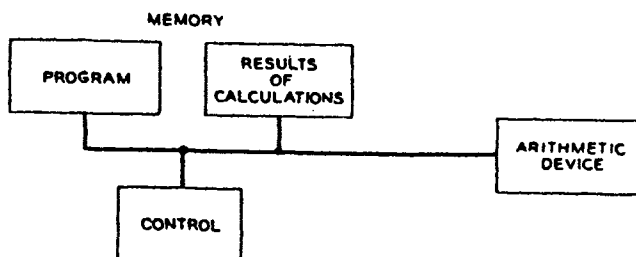 MEMORY
PROGRAM
RESULTS
OF
CALCULATIONS
ARITHMETIC
DEVICE
CONTROL